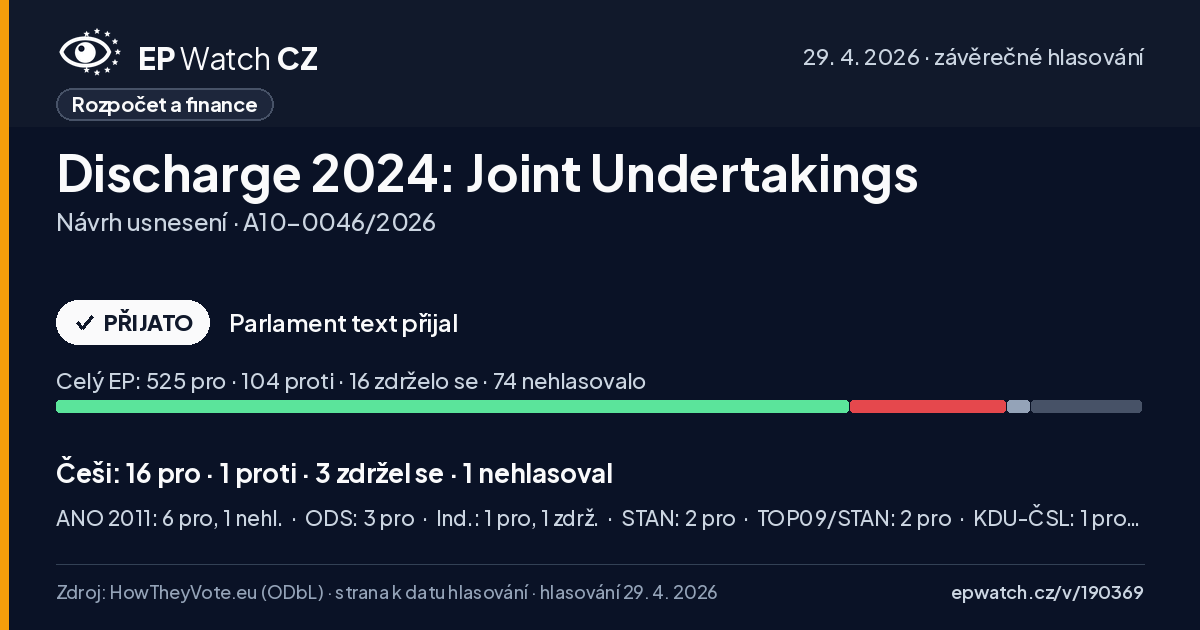 EP Watch CZ
29. 4. 2026 · závěrečné hlasování
Rozpočet a finance
Discharge 2024: Joint Undertakings
Návrh usnesení · A10-0046/2026
✓ PŘIJATO
Parlament text přijal
Celý EP: 525 pro · 104 proti · 16 zdrželo se · 74 nehlasovalo
Češi: 16 pro · 1 proti · 3 zdržel se · 1 nehlasoval
ANO 2011: 6 pro, 1 nehl. · ODS: 3 pro · Ind.: 1 pro, 1 zdrž. · STAN: 2 pro · TOP09/STAN: 2 pro · KDU-ČSL: 1 pro…
Zdroj: HowTheyVote.eu (ODbL) · strana k datu hlasování · hlasování 29. 4. 2026
epwatch.cz/v/190369